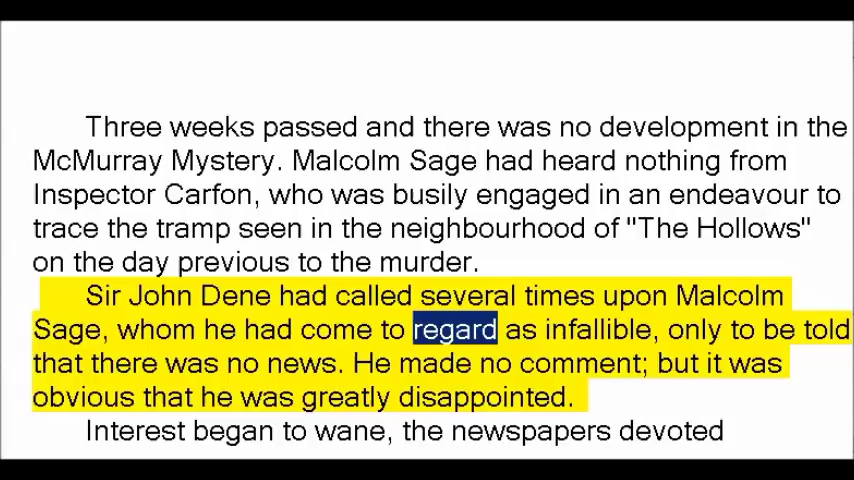 Three weeks passed and there was no development in the
McMurray Mystery. Malcolm Sage had heard nothing from
Inspector Carfon, who was busily engaged in an endeavour to
trace the tramp seen in the neighbourhood of "The Hollows"
on the day previous to the murder.
Sir John Dene had called several times upon Malcolm
Sage, whom he had come to regard as infallible, only to be told
that there was no news. He made no comment; but it was
obvious that he was greatly disappointed.
Interest began to wane, the newspapers devoted